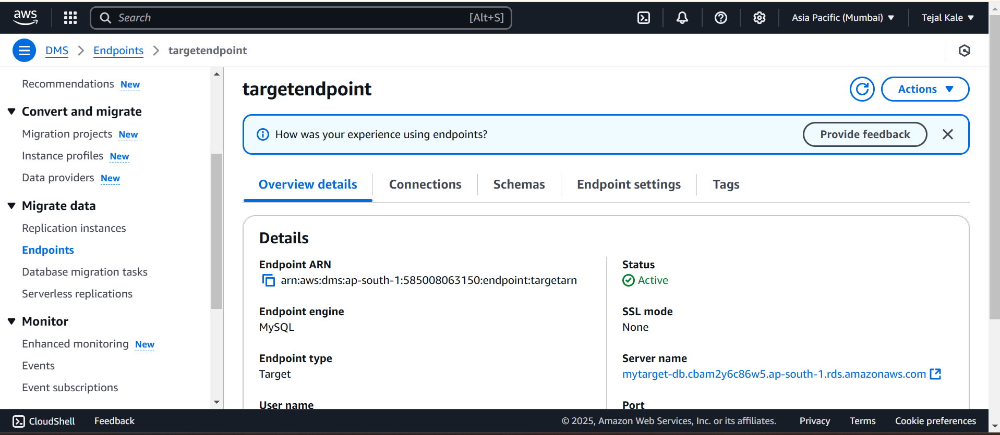 aws
Search [Alt+S]
Asia Pacific (Mumbai)
Tejal Kale
DMS
Endpoints
targetendpoint
Recommendations New
Convert and migrate
Migration projects New
Instance profiles New
Data providers New
Migrate data
Replication instances
Endpoints
Database migration tasks
Serverless replications
Monitor
Enhanced monitoring New
Events
Event subscriptions
targetendpoint
Actions
How was your experience using endpoints?
Provide feedback
Overview details
Connections
Schemas
Endpoint settings
Tags
Details
Endpoint ARN
arn:aws:dms:ap-south-1:585008063150:endpoint:targetarn
Endpoint engine
MySQL
Endpoint type
Target
User name
Status
Active
SSL mode
None
Server name
mytarget-db.cbam2y6c86w5.ap-south-1.rds.amazonaws.com
Port
CloudShell
Feedback
© 2025, Amazon Web Services, Inc. or its affiliates.
Privacy
Terms
Cookie preferences